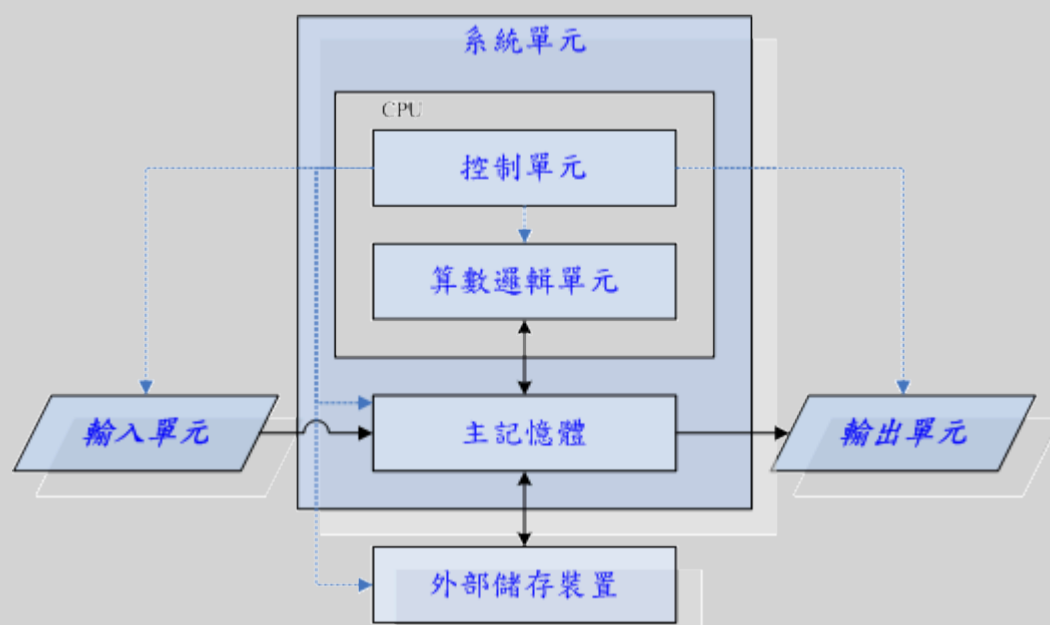 系統單元
CPU
控制單元
算數邏輯單元
輸入單元
主記憶體
輸出單元
外部儲存裝置